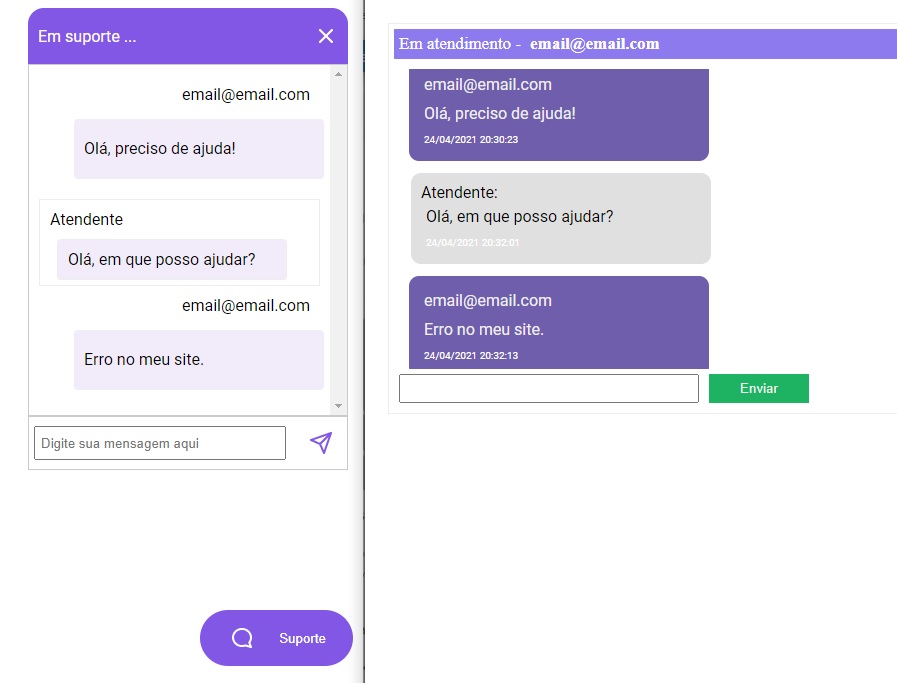 Em suporte ...
email@email.com
Olá, preciso de ajuda!
Atendente
Olá, em que posso ajudar?
email@email.com
Erro no meu site.
Digite sua mensagem aqui
Suporte
Em atendimento - email@email.com
email@email.com
Olá, preciso de ajuda!
24/04/2021 20:30:23
Atendente:
Olá, em que posso ajudar?
24/04/2021 20:32:01
email@email.com
Erro no meu site.
24/04/2021 20:32:13
Enviar